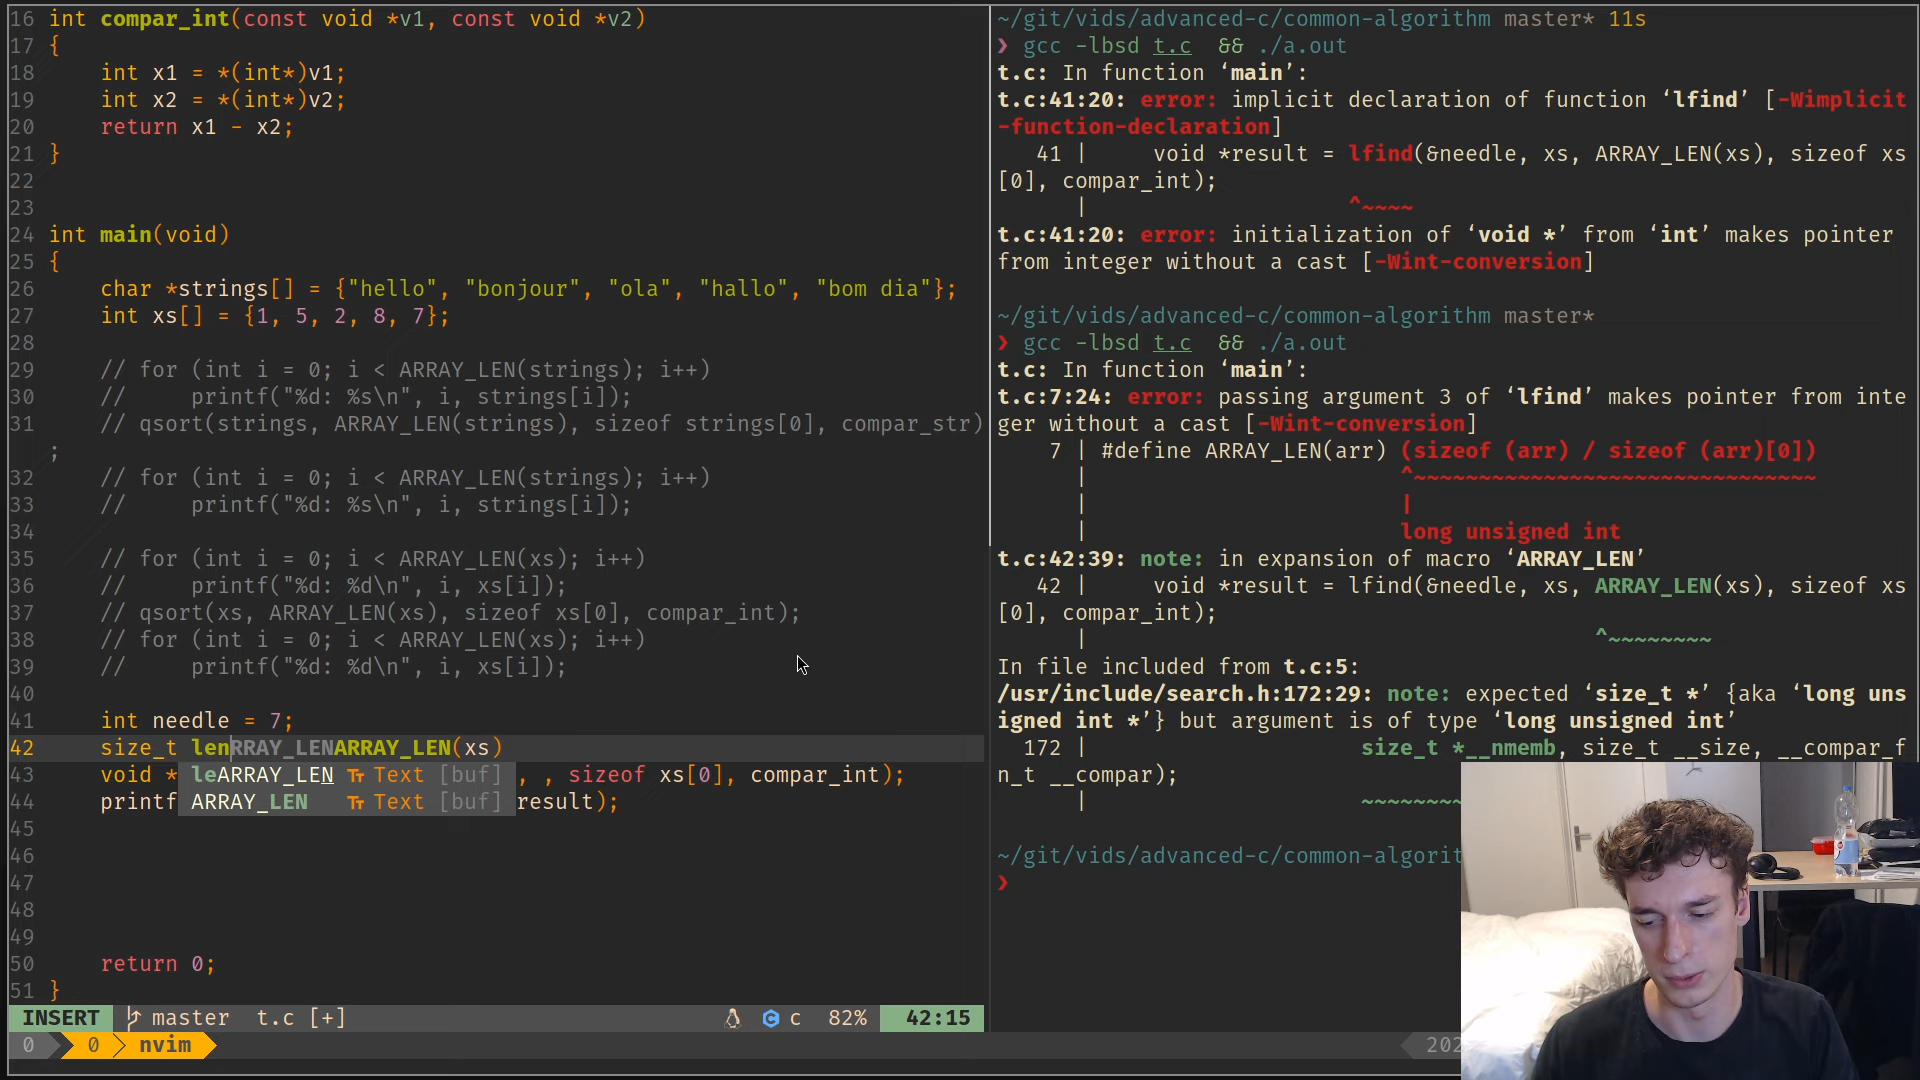 16 int compar_int(const void *v1, const void *v2)
17 {
18     int x1 = *(int*)v1;
19     int x2 = *(int*)v2;
20     return x1 - x2;
21 }
22
23
24 int main(void)
25 {
26     char *strings[] = {"hello", "bonjour", "ola", "hallo", "bom dia"};
27     int xs[] = {1, 5, 2, 8, 7};
28
29     // for (int i = 0; i < ARRAY_LEN(strings); i++)
30     //     printf("%d: %s\n", i, strings[i]);
31     // qsort(strings, ARRAY_LEN(strings), sizeof strings[0], compar_str)
;
32     // for (int i = 0; i < ARRAY_LEN(strings); i++)
33     //     printf("%d: %s\n", i, strings[i]);
34
35     // for (int i = 0; i < ARRAY_LEN(xs); i++)
36     //     printf("%d: %d\n", i, xs[i]);
37     // qsort(xs, ARRAY_LEN(xs), sizeof xs[0], compar_int);
38     // for (int i = 0; i < ARRAY_LEN(xs); i++)
39     //     printf("%d: %d\n", i, xs[i]);
40
41     int needle = 7;
42     size_t lenRRAY_LENARRAY_LEN(xs)
43     void * leARRAY_LEN Text [buf] , , sizeof xs[0], compar_int);
44     printf ARRAY_LEN Text [buf] result);
45
46
47
48
49
50     return 0;
51 }
INSERT master t.c [+] c 82% 42:15
0 0 nvim 202
~/git/vids/advanced-c/common-algorithm master* 11s
❯ gcc -lbsd t.c  && ./a.out
t.c: In function ‘main’:
t.c:41:20: error: implicit declaration of function ‘lfind’ [-Wimplicit
-function-declaration]
41 |     void *result = lfind(&needle, xs, ARRAY_LEN(xs), sizeof xs
[0], compar_int);
|                    ^~~~~
t.c:41:20: error: initialization of ‘void *’ from ‘int’ makes pointer
from integer without a cast [-Wint-conversion]
~/git/vids/advanced-c/common-algorithm master*
❯ gcc -lbsd t.c  && ./a.out
t.c: In function ‘main’:
t.c:7:24: error: passing argument 3 of ‘lfind’ makes pointer from inte
ger without a cast [-Wint-conversion]
7 | #define ARRAY_LEN(arr) (sizeof (arr) / sizeof (arr)[0])
|                        ^~~~~~~~~~~~~~~~~~~~~~~~~~~~~~~~
|                        |
|                        long unsigned int
t.c:42:39: note: in expansion of macro ‘ARRAY_LEN’
42 |     void *result = lfind(&needle, xs, ARRAY_LEN(xs), sizeof xs
[0], compar_int);
|                                       ^~~~~~~~~
In file included from t.c:5:
/usr/include/search.h:172:29: note: expected ‘size_t *’ {aka ‘long uns
igned int *’} but argument is of type ‘long unsigned int’
172 |                     size_t *__nmemb, size_t __size, __compar_f
n_t __compar);
|                     ~~~~~~~~
~/git/vids/advanced-c/common-algorit
❯